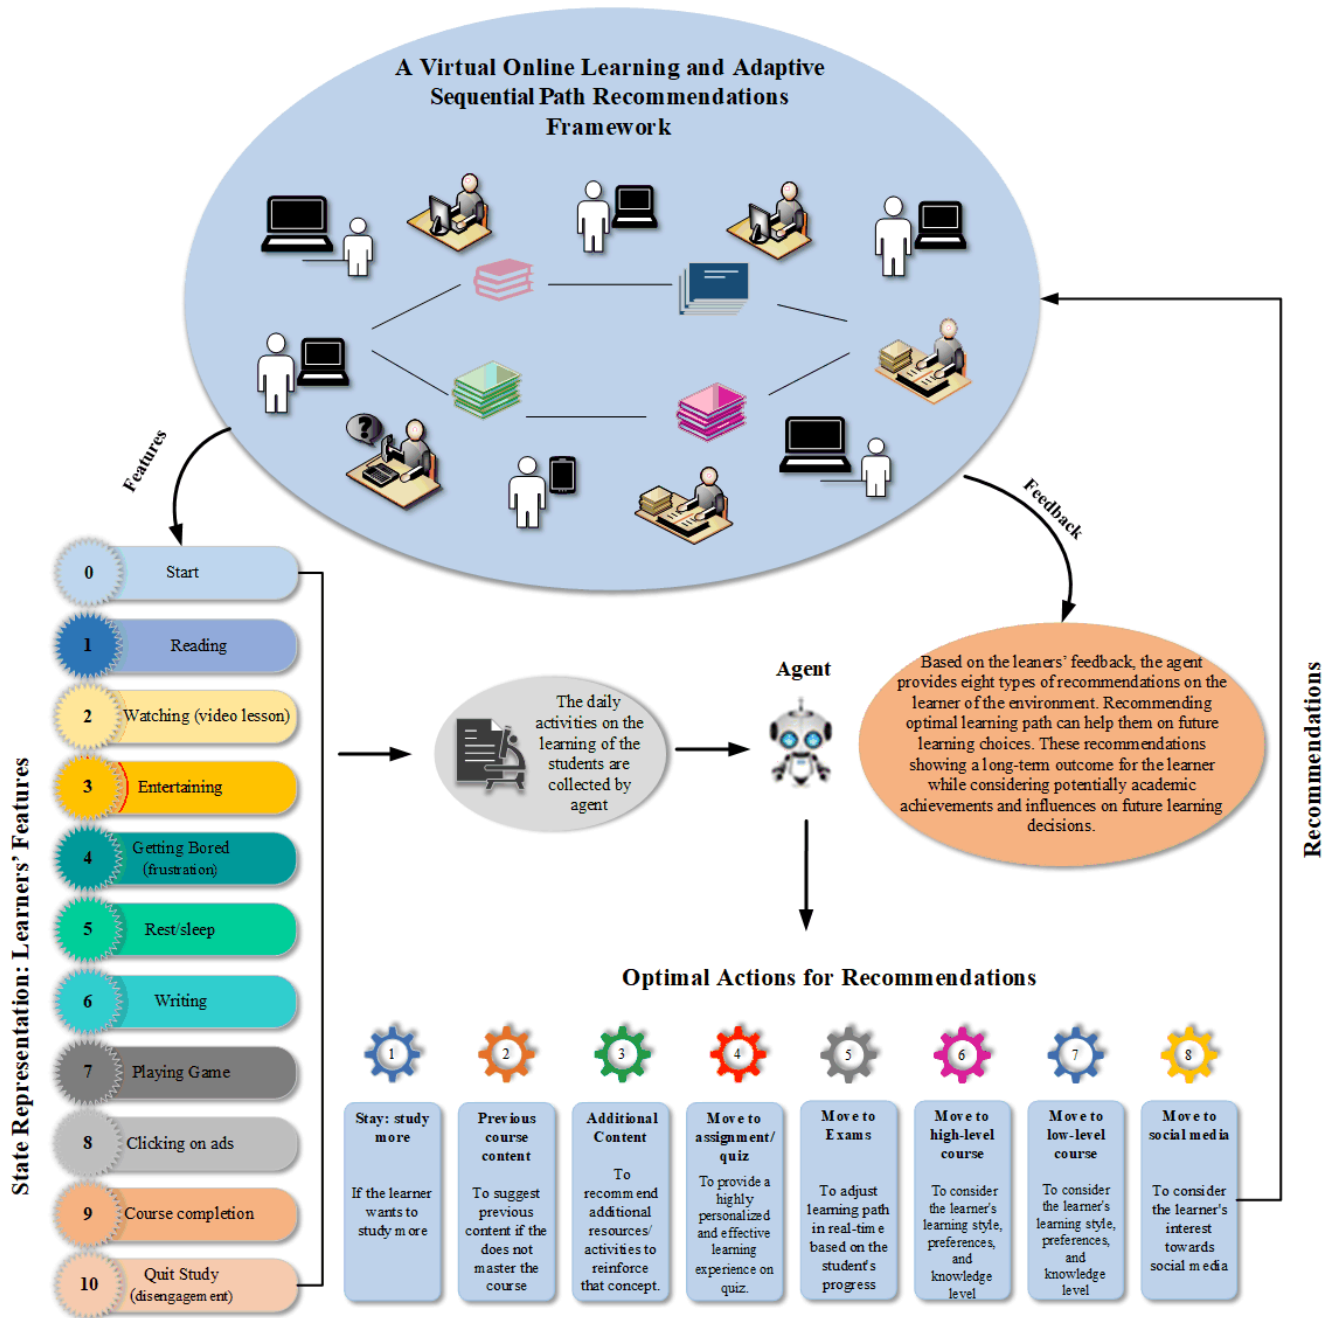 A Virtual Online Learning and Adaptive
Sequential Path Recommendations
Framework
Features
Feedback
State Representation: Learners' Features
0
Start
1
Reading
2
Watching (video lesson)
3
Entertaining
4
Getting Bored
(frustration)
5
Rest/sleep
6
Writing
7
Playing Game
8
Clicking on ads
9
Course completion
10
Quit Study
(disengagement)
The daily
activities on the
learning of the
students are
collected by
agent
Agent
Based on the leaners' feedback, the agent
provides eight types of recommendations on the
learner of the environment. Recommending
optimal learning path can help them on future
learning choices. These recommendations
showing a long-term outcome for the learner
while considering potentially academic
achievements and influences on future learning
decisions.
Recommendations
Optimal Actions for Recommendations
1
Stay: study
more
If the learner
wants to
study more
2
Previous
course
content
To suggest
previous
content if the
does not
master the
course
3
Additional
Content
To
recommend
additional
resources/
activities to
reinforce
that concept.
4
Move to
assignment/
quiz
To provide a
highly
personalized
and effective
learning
experience on
quiz.
5
Move to
Exams
To adjust
learning path
in real-time
based on the
student's
progress
6
Move to
high-level
course
To consider
the learner's
learning style,
preferences,
and
knowledge
level
7
Move to
low-level
course
To consider
the learner's
learning style,
preferences,
and
knowledge
level
8
Move to
social media
To consider
the learner's
interest
towards
social media